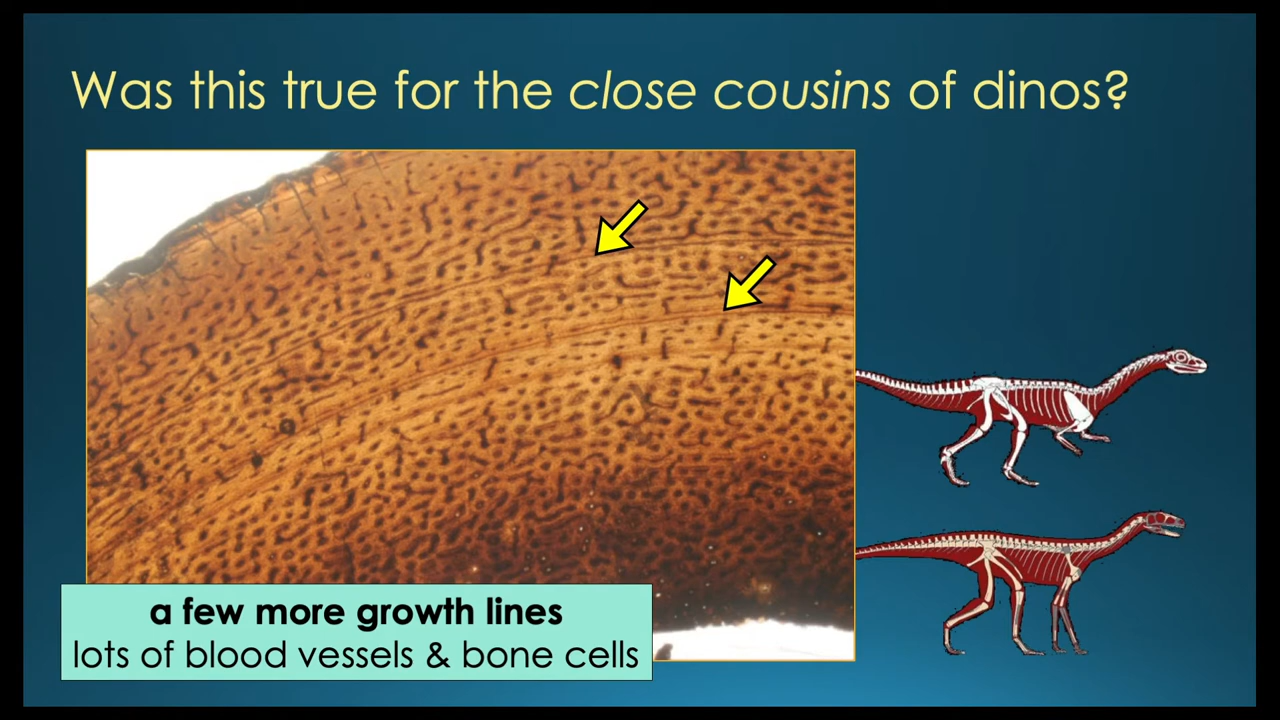 Was this true for the close cousins of dinos?
a few more growth lines
lots of blood vessels & bone cells